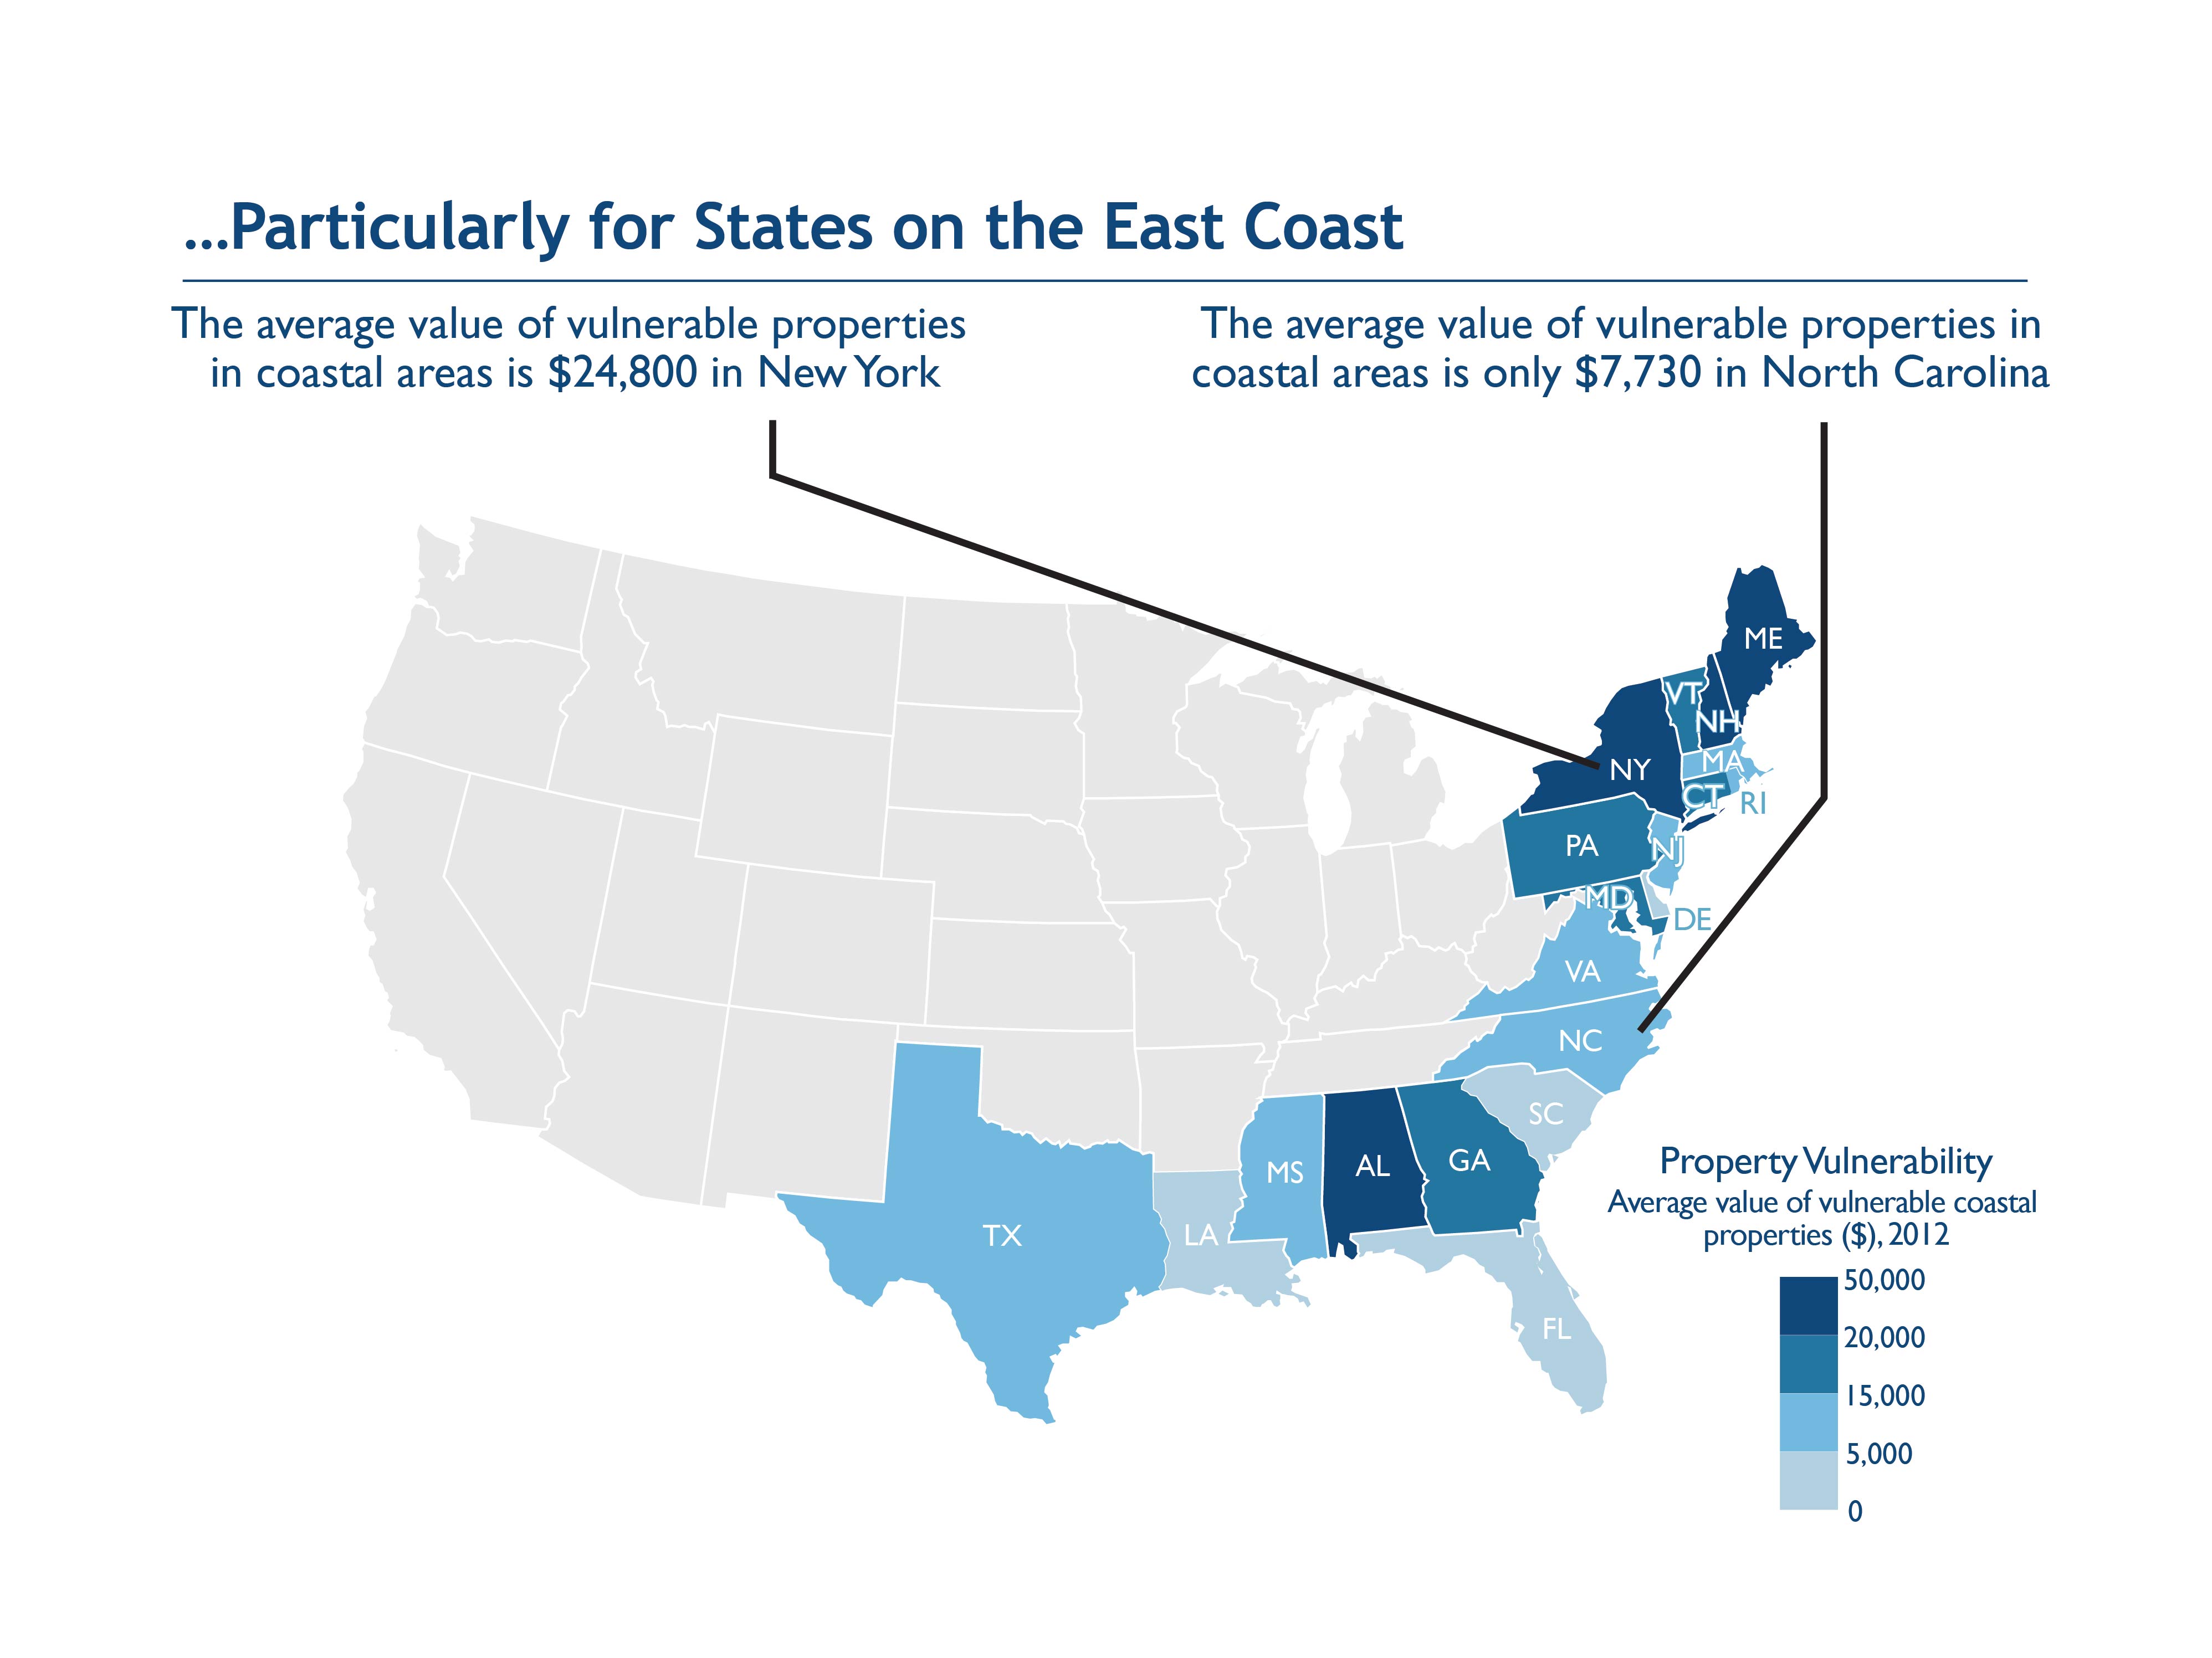 ...Particularly for States on the East Coast
The average value of vulnerable properties
in coastal areas is $24,800 in New York
The average value of vulnerable properties in
coastal areas is only $7,730 in North Carolina
ME
VT
NH
NY
MA
CT
RI
PA
NJ
MD
DE
VA
NC
SC
MS
AL
GA
TX
LA
FL
Property Vulnerability
Average value of vulnerable coastal
properties ($), 2012
50,000
20,000
15,000
5,000
0